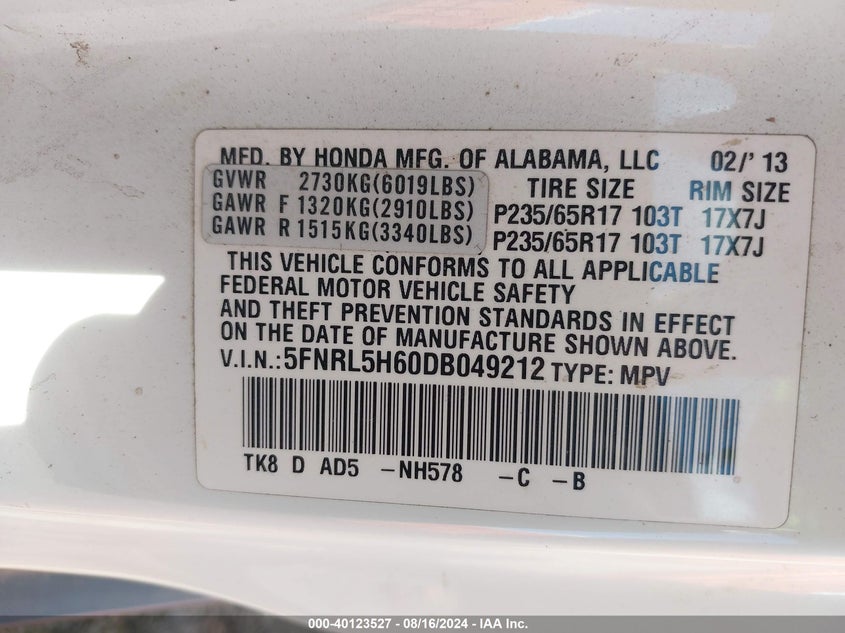 MFD. BY HONDA MFG. OF ALABAMA, LLC 02/'13
GVWR 2730KG(6019LBS) TIRE SIZE RIM SIZE
GAWR F 1320KG(2910LBS) P235/65R17 103T 17X7J
GAWR R 1515KG(3340LBS) P235/65R17 103T 17X7J
THIS VEHICLE CONFORMS TO ALL APPLICABLE
FEDERAL MOTOR VEHICLE SAFETY
AND THEFT PREVENTION STANDARDS IN EFFECT
ON THE DATE OF MANUFACTURE SHOWN ABOVE.
V.I.N.:5FNRL5H60DB049212 TYPE: MPV
TK8 D AD5 -NH578 -C -B
000-40123527 - 08/16/2024 - IAA Inc.